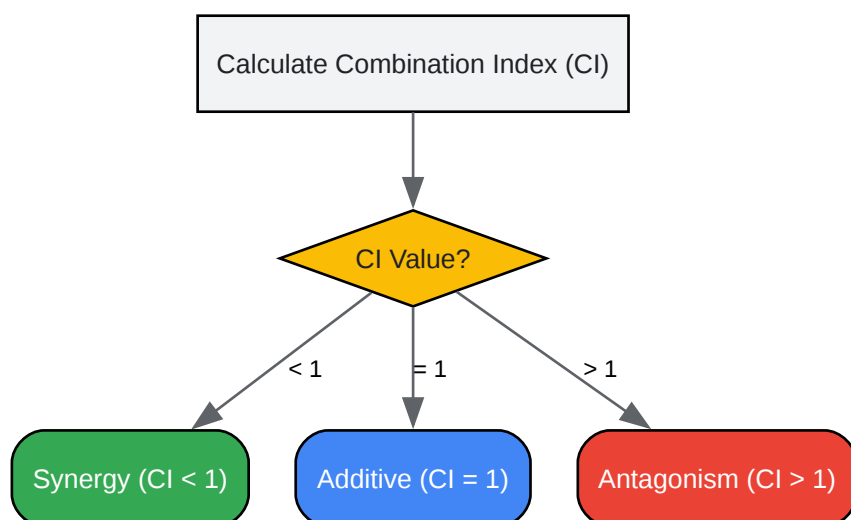 Calculate Combination Index (CI)
CI Value?
< 1
= 1
> 1
Synergy (CI < 1)
Additive (CI = 1)
Antagonism (CI > 1)